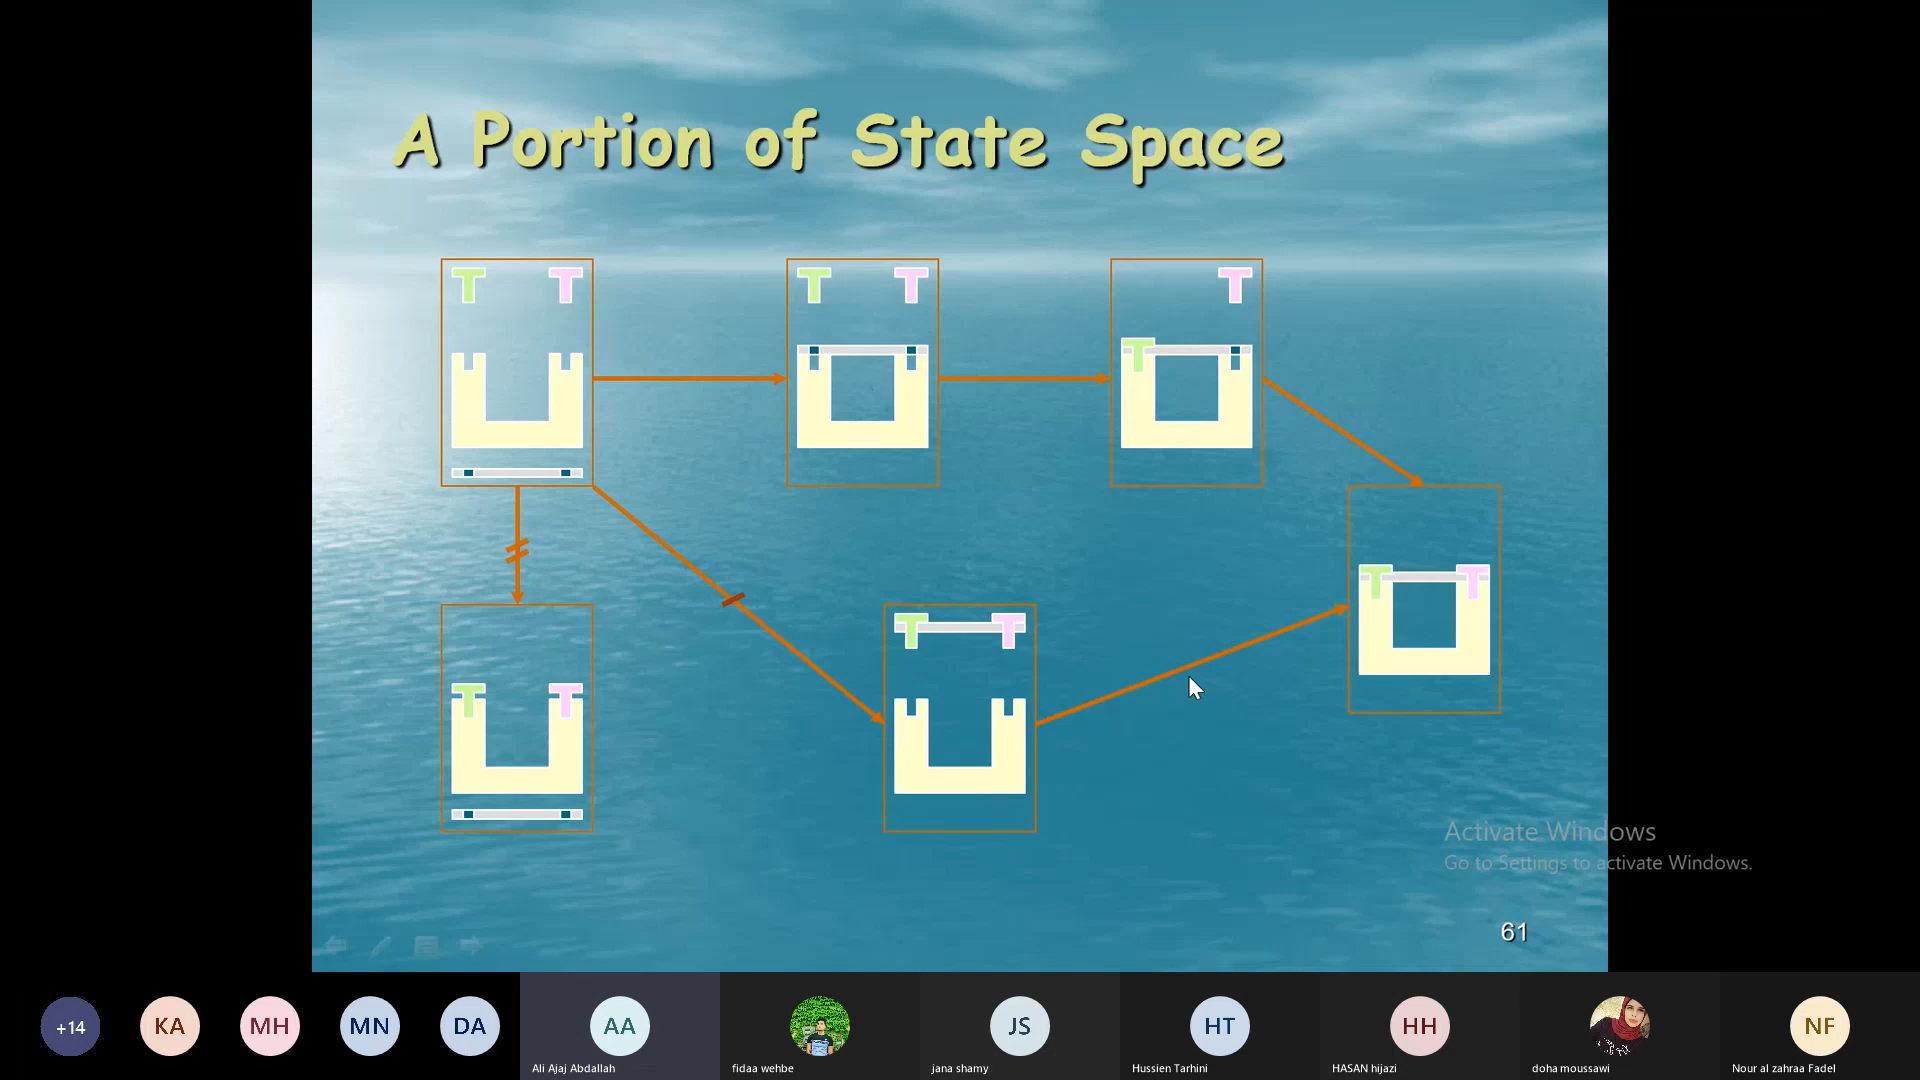 A Portion of State Space
Activate Windows
Go to Settings to activate Windows.
61
+14
KA
MH
MN
DA
AA
JS
HT
HH
NF
Ali Ajaj Abdallah
fidaa wehbe
jana shamy
Hussien Tarhini
HASAN hijazi
doha moussawi
Nour al zahraa Fadel